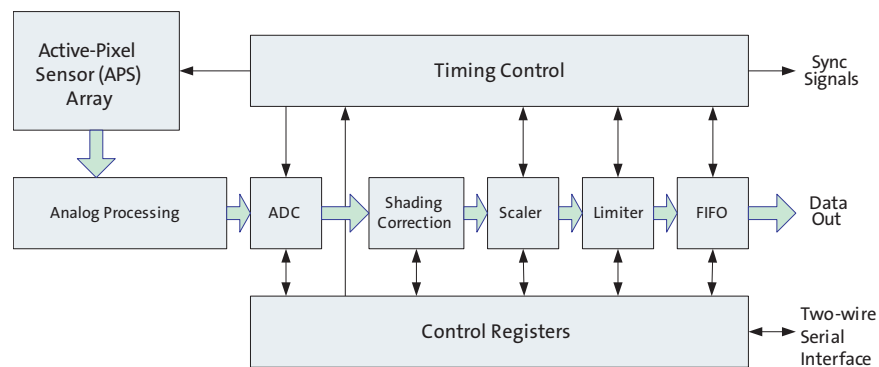 Active-Pixel
Sensor (APS)
Array
Timing Control
Sync
Signals
Analog Processing
ADC
Shading
Correction
Scaler
Limiter
FIFO
Data
Out
Control Registers
Two-wire
Serial
Interface